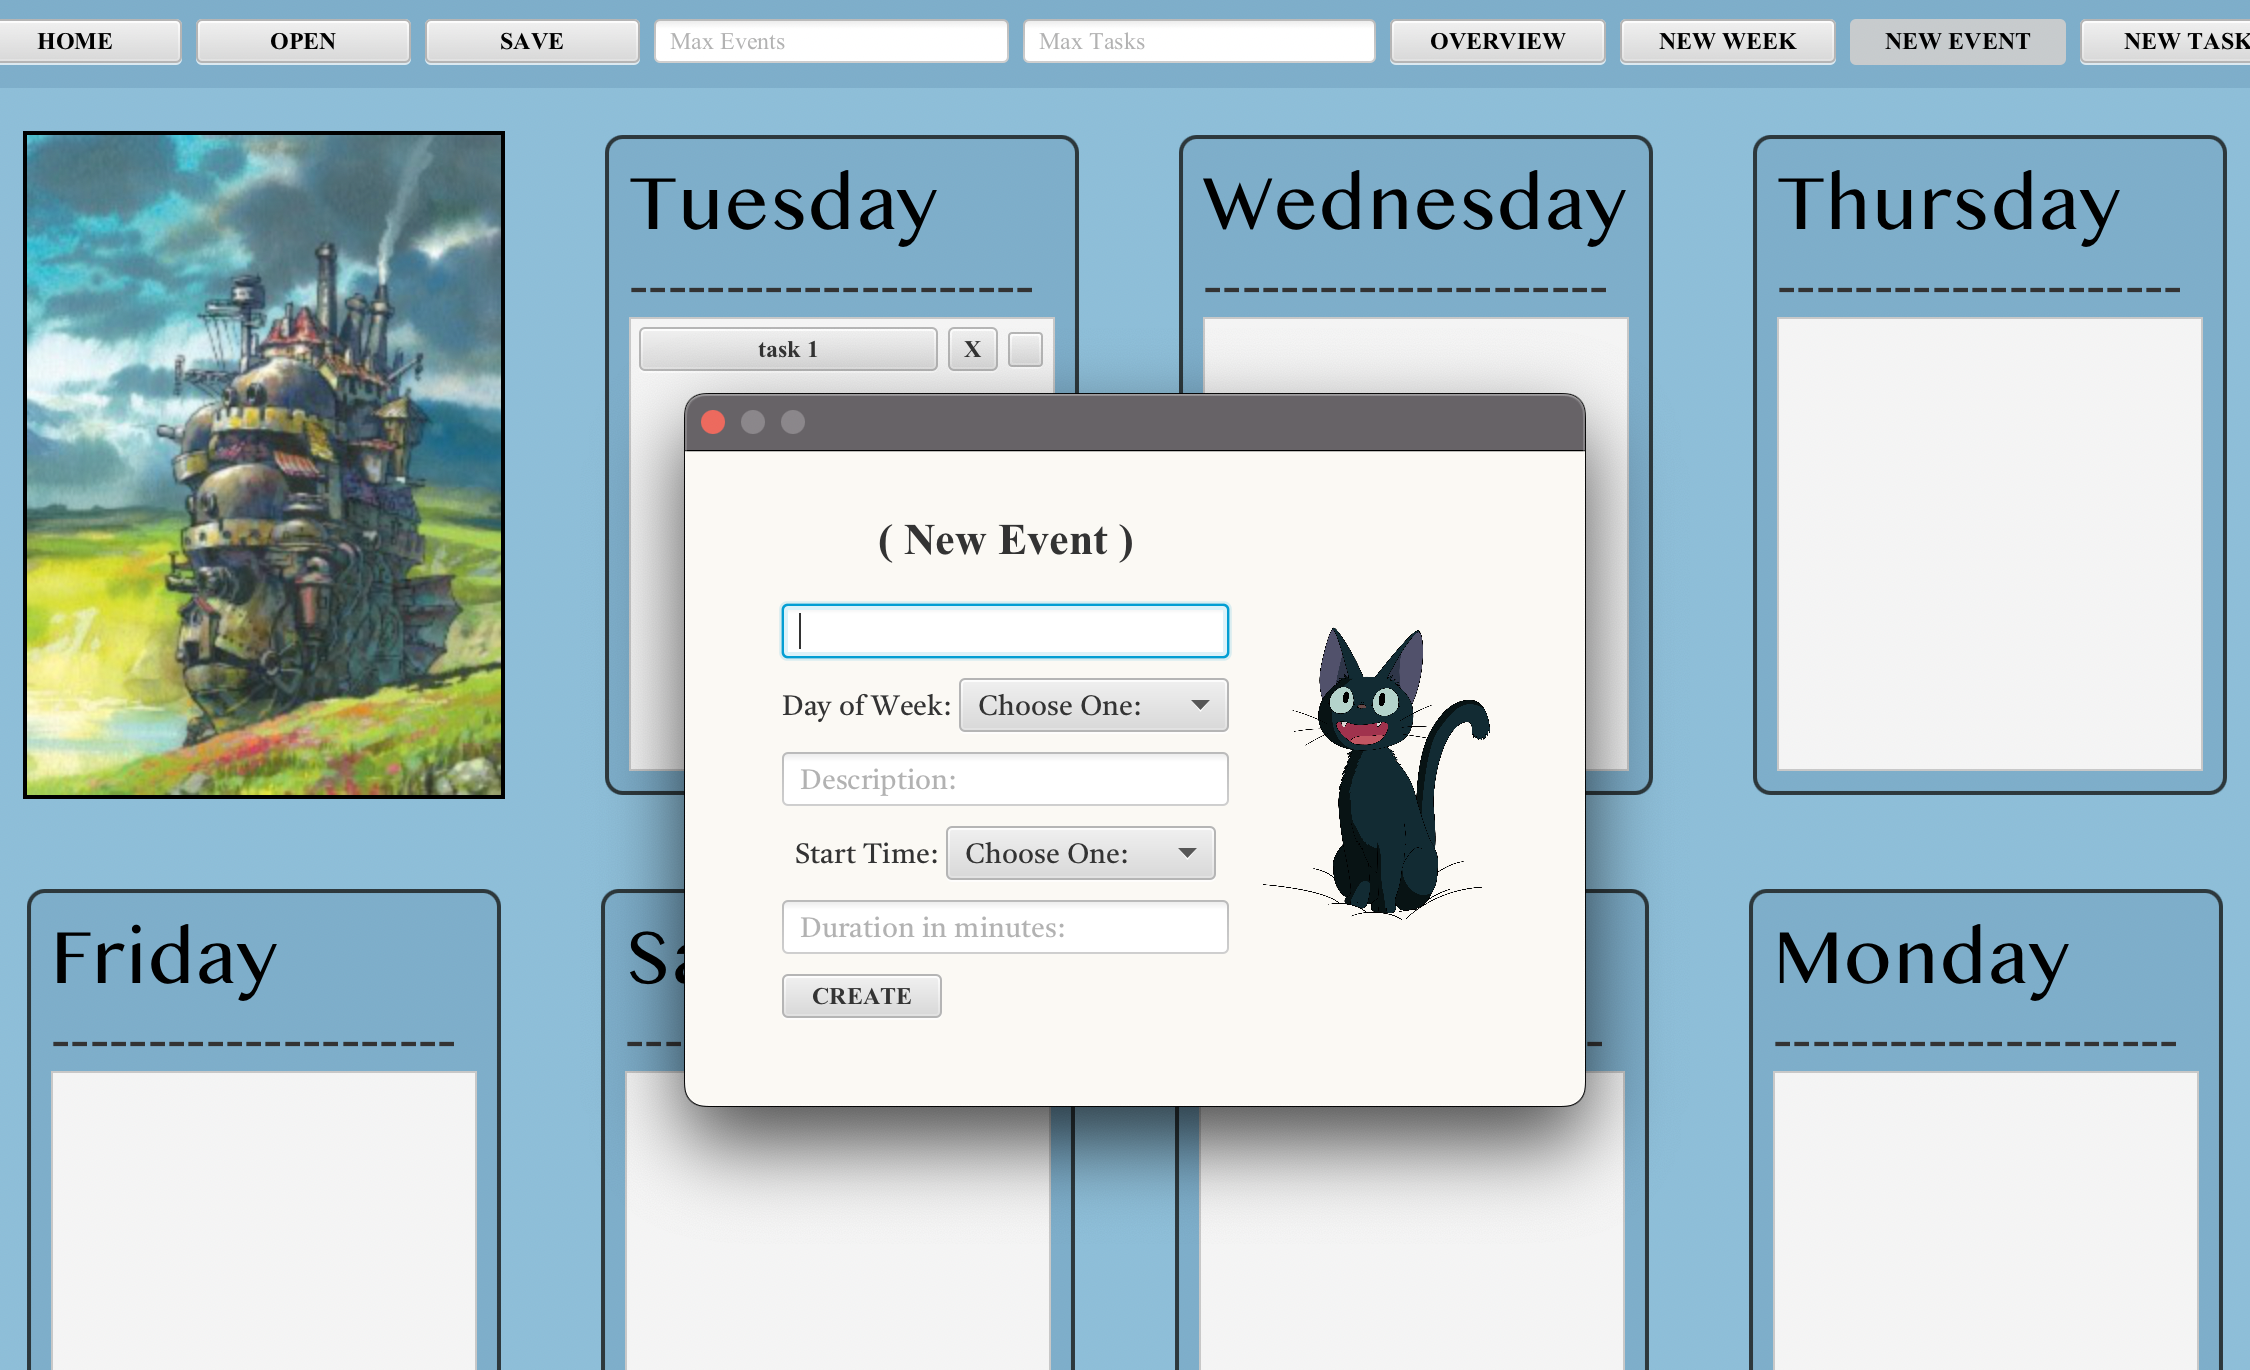 HOME OPEN SAVE Max Events Max Tasks OVERVIEW NEW WEEK NEW EVENT NEW TASK
Tuesday Wednesday Thursday
task 1 X
( New Event )
Day of Week: Choose One:
Description:
Start Time: Choose One:
Duration in minutes:
CREATE
Friday Sa Monday